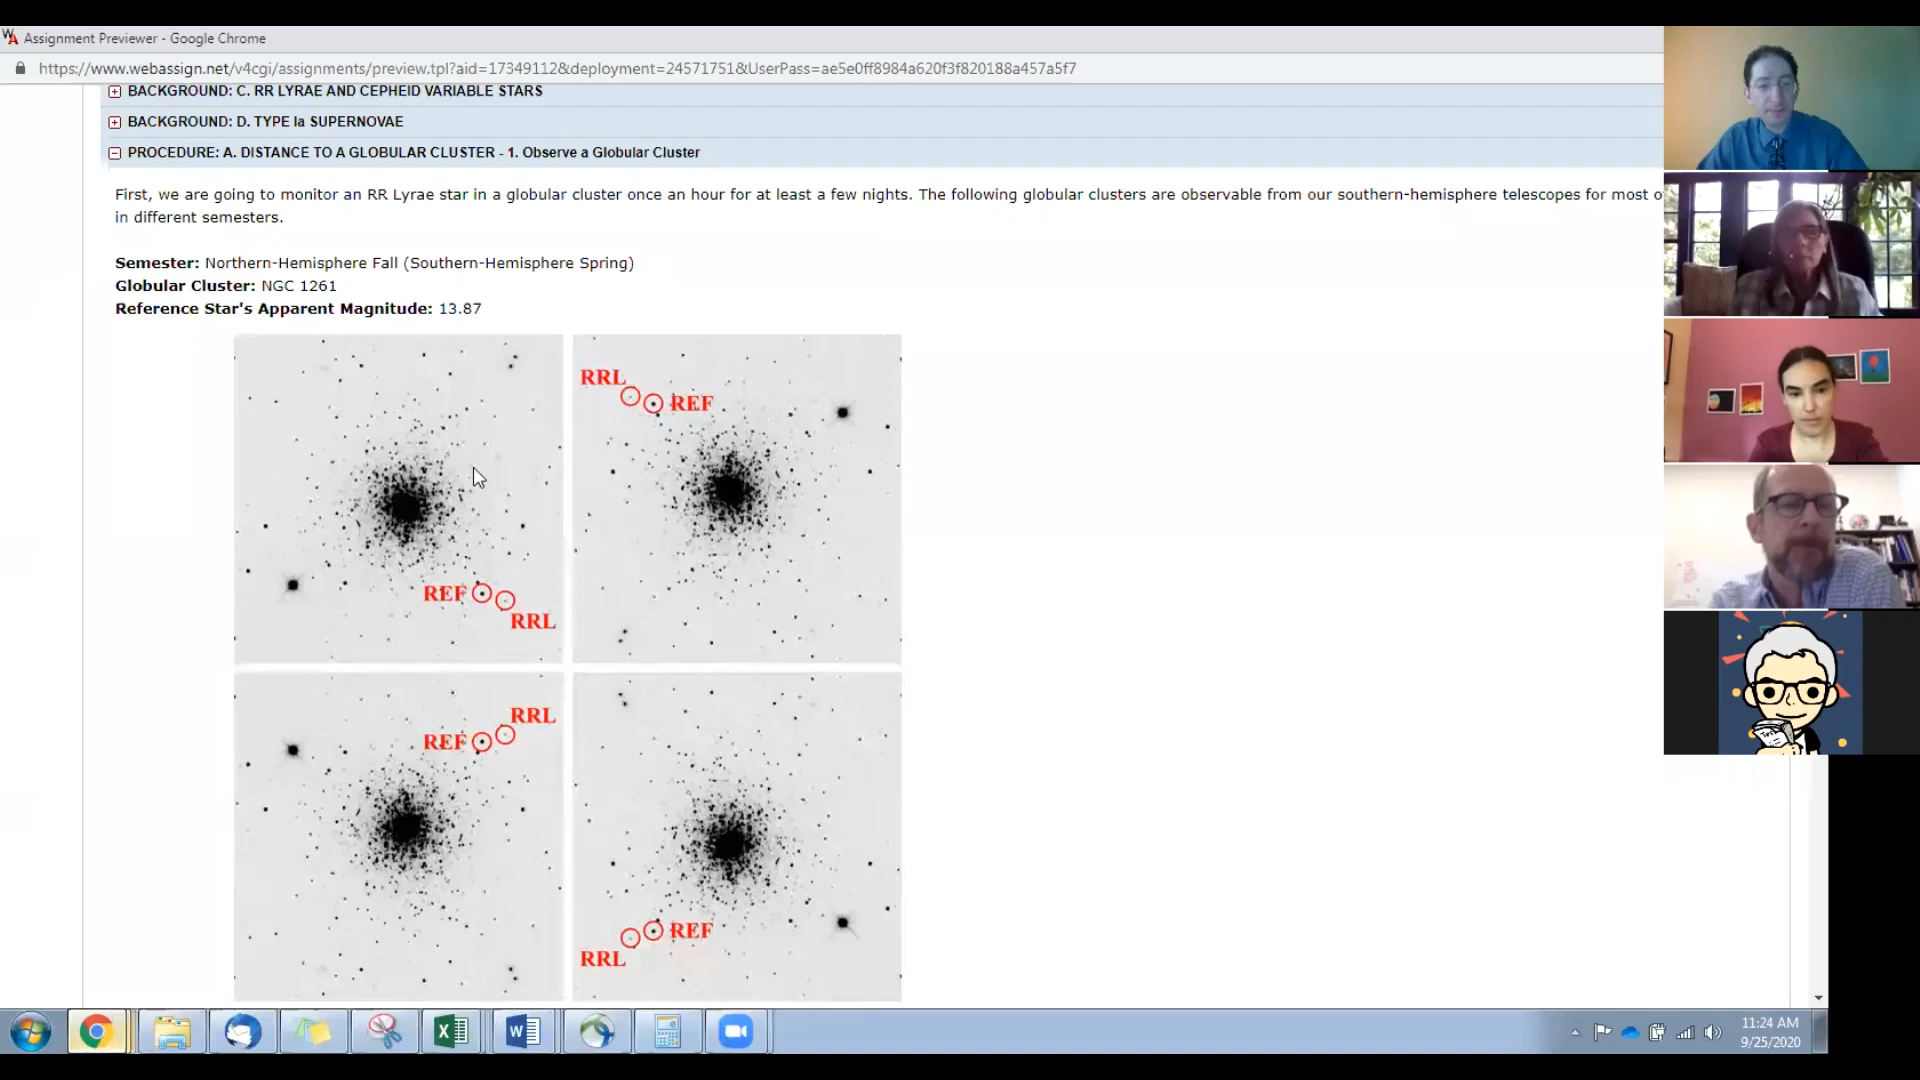 Assignment Previewer - Google Chrome
https://www.webassign.net/v4cgi/assignments/preview.tpl?aid=17349112&deployment=24571751&UserPass=ae5e0ff8984a620f3f820188a457a5f7
BACKGROUND: C. RR LYRAE AND CEPHEID VARIABLE STARS
BACKGROUND: D. TYPE Ia SUPERNOVAE
PROCEDURE: A. DISTANCE TO A GLOBULAR CLUSTER - 1. Observe a Globular Cluster
First, we are going to monitor an RR Lyrae star in a globular cluster once an hour for at least a few nights. The following globular clusters are observable from our southern-hemisphere telescopes for most o
in different semesters.
Semester: Northern-Hemisphere Fall (Southern-Hemisphere Spring)
Globular Cluster: NGC 1261
Reference Star's Apparent Magnitude: 13.87
REF
RRL
RRL
REF
RRL
REF
REF
RRL
11:24 AM
9/25/2020